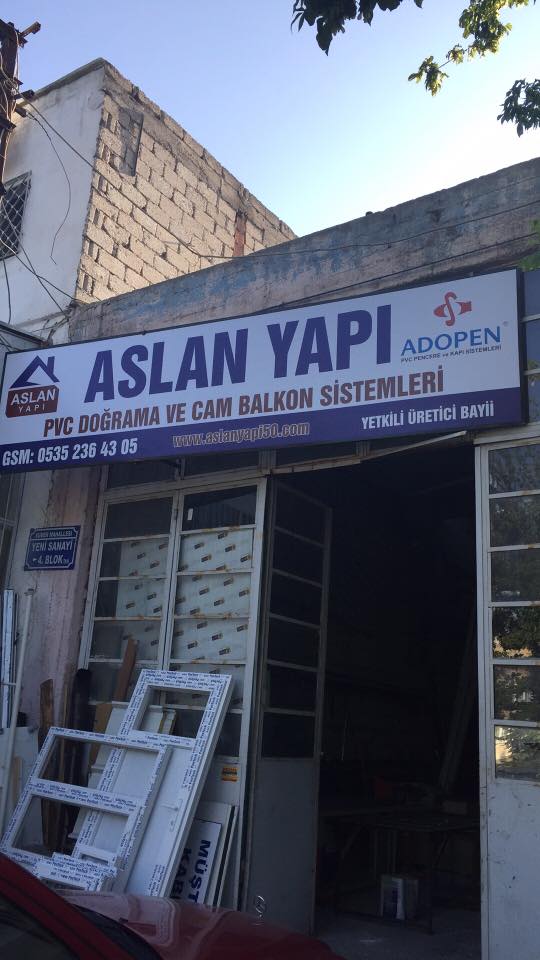 ASLAN YAPI
ADOPEN®
PVC PENCERE ve KAPI SİSTEMLERİ
ASLAN
YAPI
PVC DOĞRAMA VE CAM BALKON SİSTEMLERİ
GSM: 0535 236 43 05
www.aslanyapi50.com
YETKİLİ ÜRETİCİ BAYİİ
YENİ SANAYİ
4. BLOK
MÜŞT
KAB